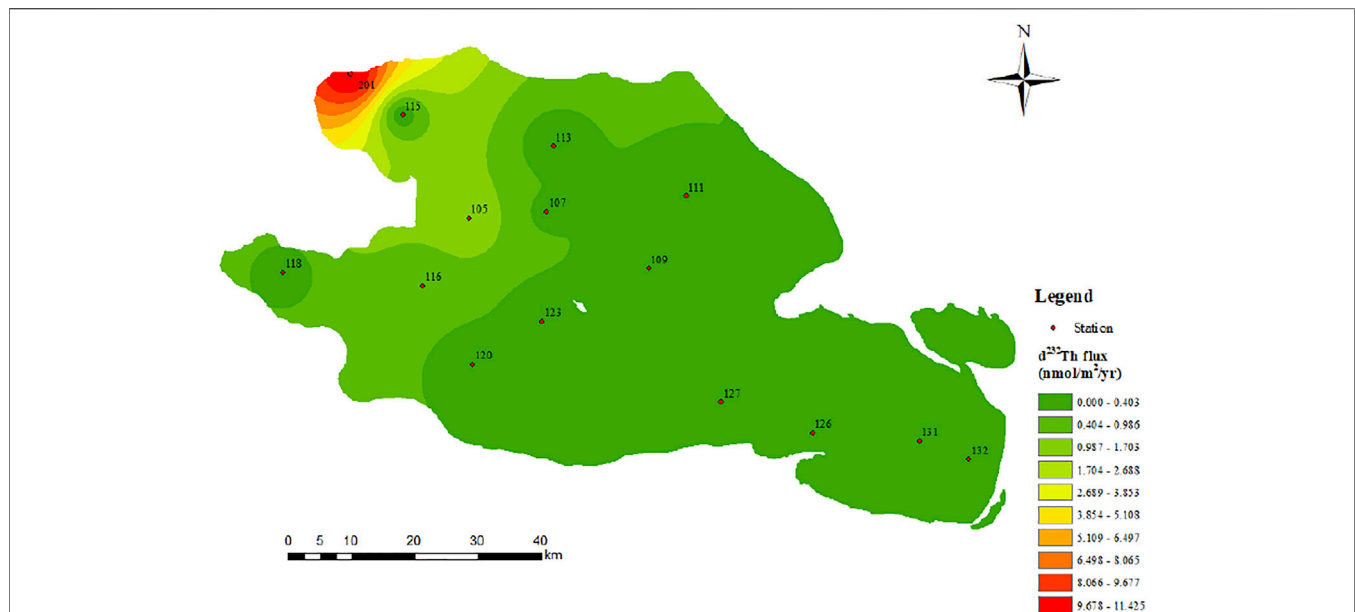 N
201
115
113
111
105
107
109
118
116
123
120
127
126
131
132
Legend
Station
d²³²Th flux
(nmol/m²/yr)
0.000 - 0.403
0.404 - 0.986
0.987 - 1.703
1.704 - 2.688
2.689 - 3.853
3.854 - 5.108
5.109 - 6.497
6.498 - 8.065
8.066 - 9.677
9.678 - 11.425
0 5 10 20 30 40
km